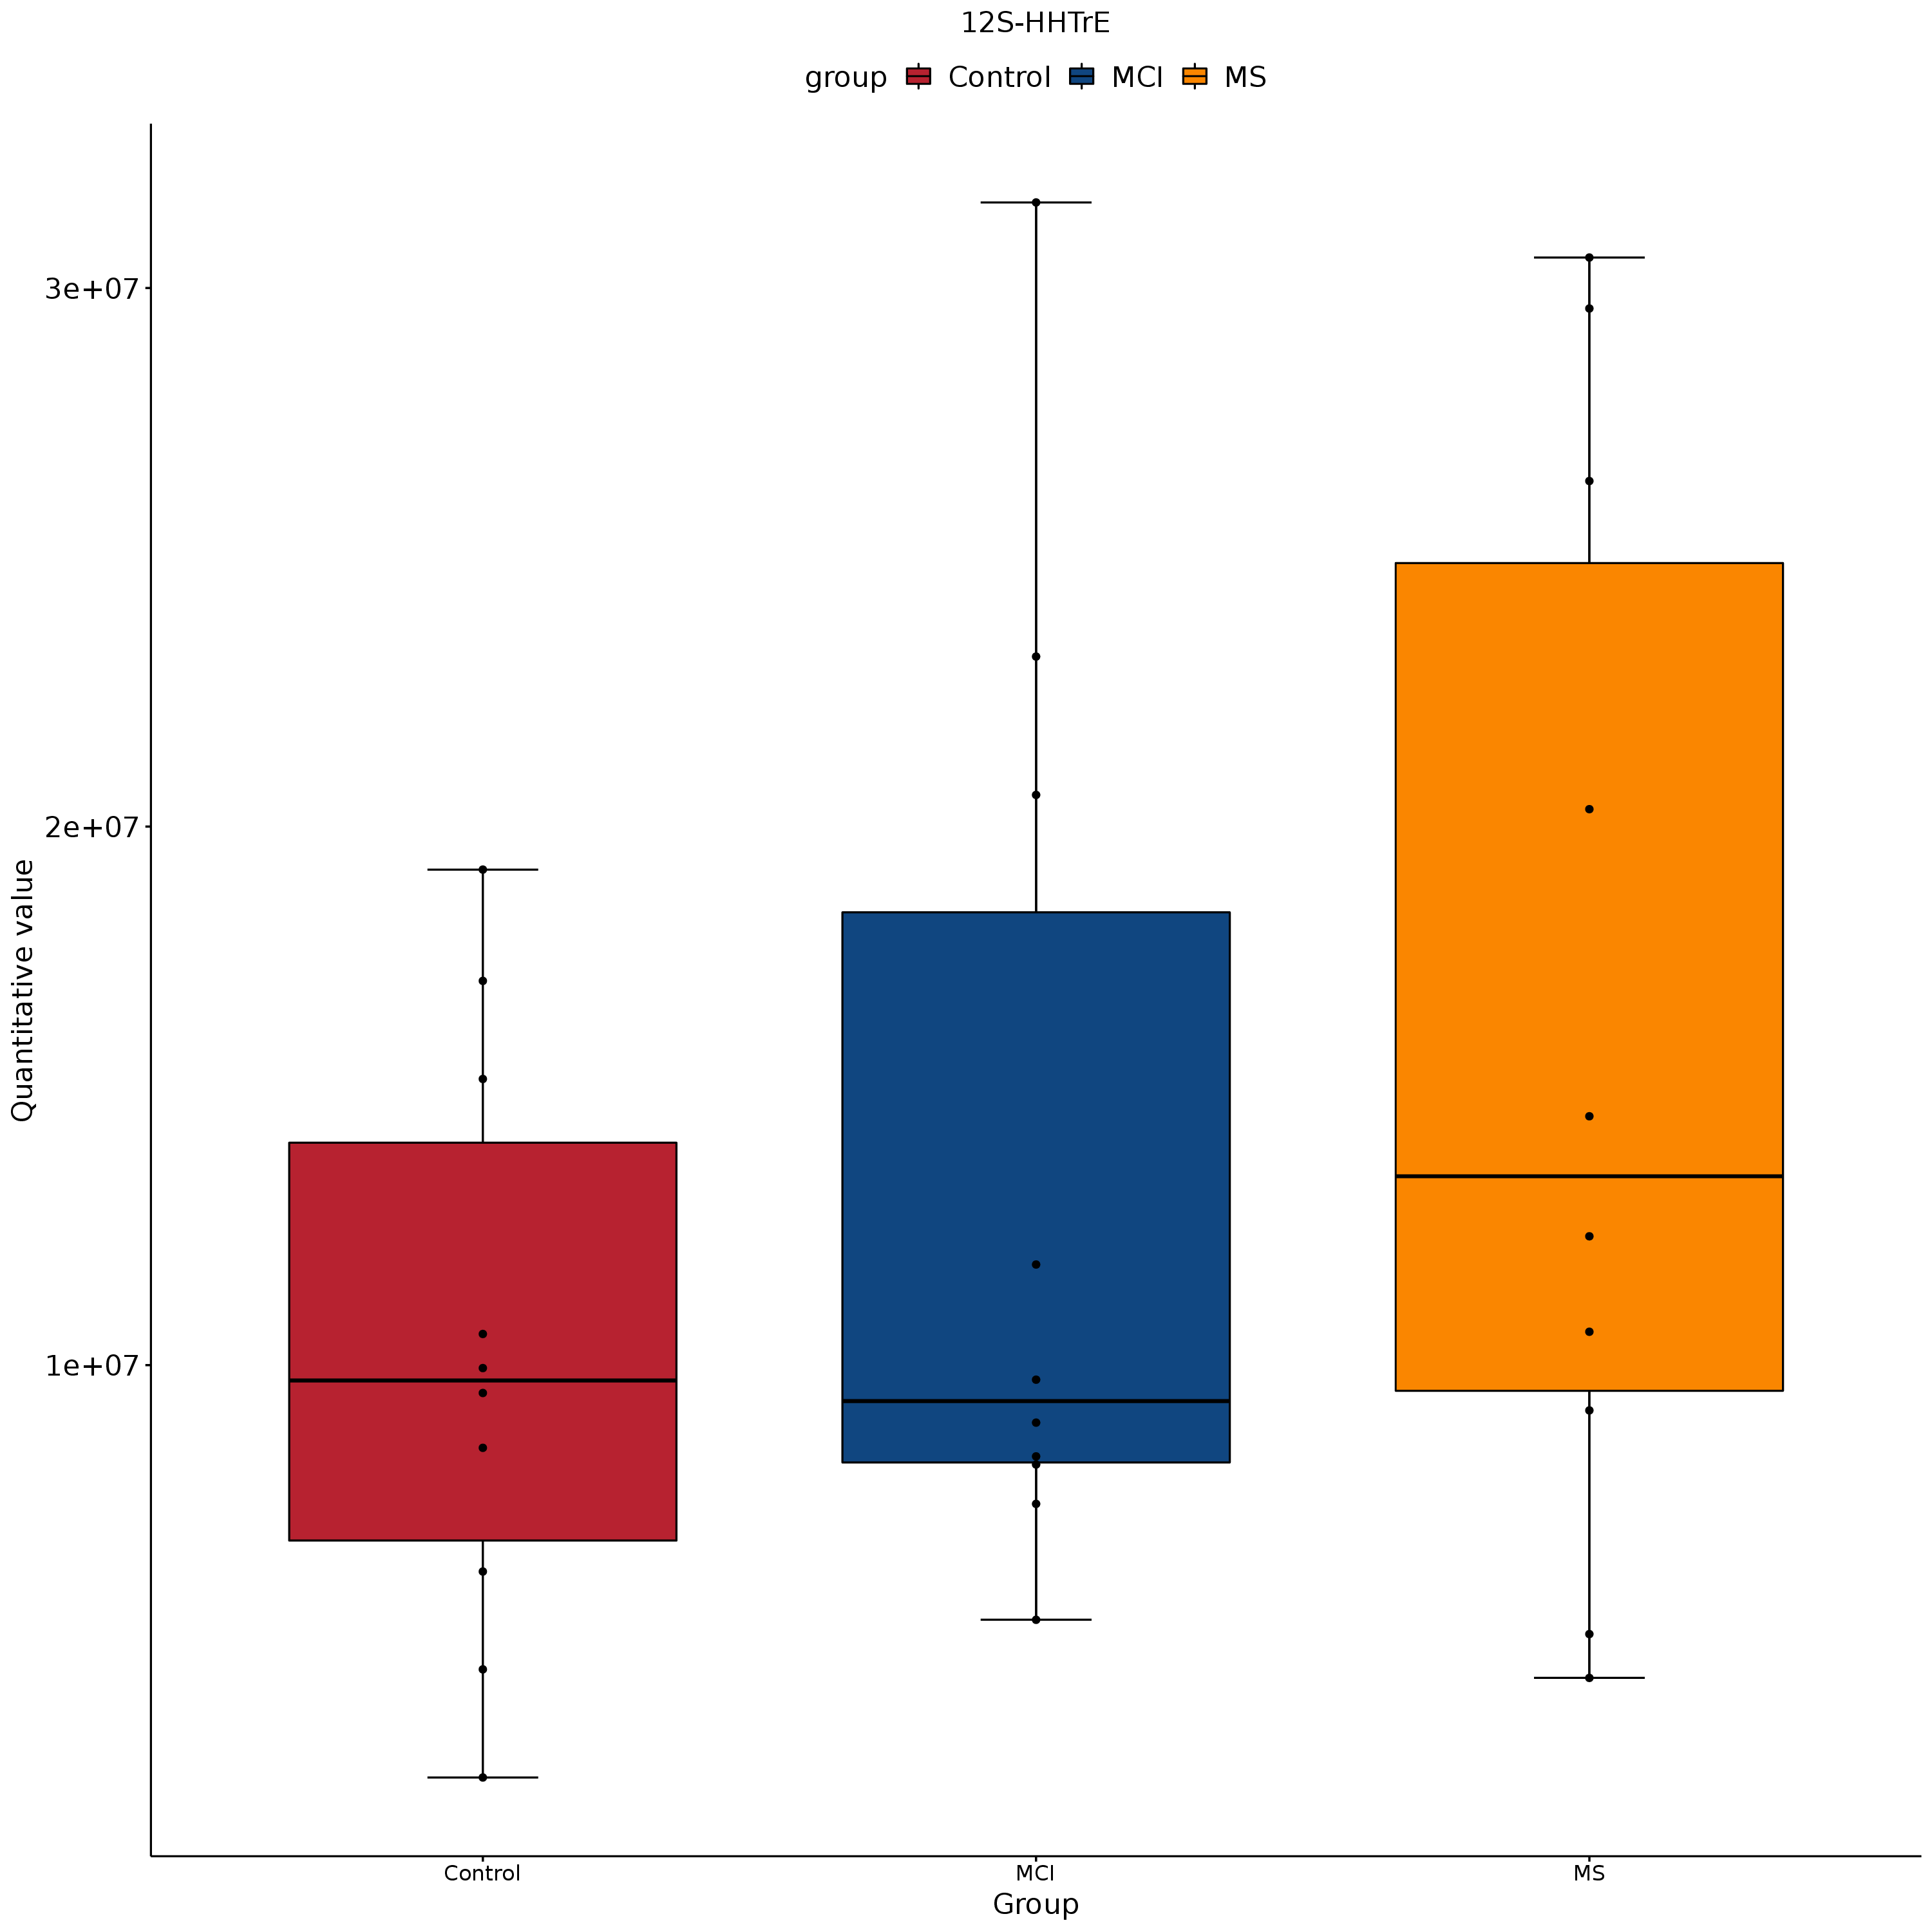 12S-HHTrE
group Control MCI MS
Quantitative value
3e+07
2e+07
1e+07
Control MCI MS
Group